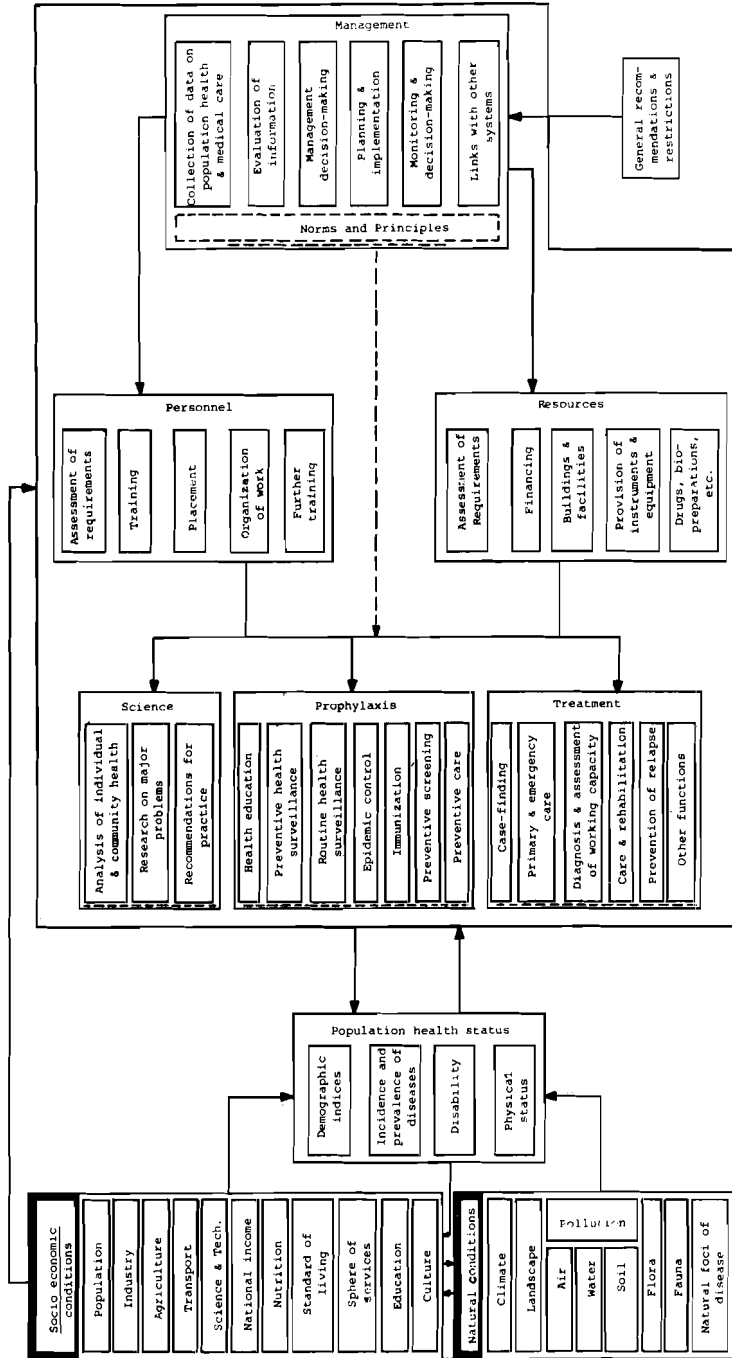 Socio economic
conditions
Population
Industry
Agriculture
Transport
Science & Tech.
National income
Nutrition
Standard of
living
Sphere of
services
Education
Culture
Natural conditions
Climate
Landscape
Pollution
Air
Water
Soil
Flora
Fauna
Natural foci of
disease
Population health status
Demographic
indices
Incidence and
prevalence of
diseases
Disability
Physical
status
Science
Analysis of individual
& community health
Research on major
problems
Recommendations for
practice
Prophylaxis
Health education
Preventive health
surveillance
Routine health
surveillance
Epidemic control
Immunization
Preventive screening
Preventive care
Treatment
Case-finding
Primary & emergency
care
Diagnosis & assessment
of working capacity
Care & rehabilitation
Prevention of relapse
Other functions
Personnel
Assessment of
requirements
Training
Placement
Organization
of work
Further
training
Resources
Assessment of
Requirements
Financing
Buildings &
facilities
Provision of
instruments &
equipment
Drugs, bio-
preparations,
etc.
Management
Collection of data on
population health
& medical care
Evaluation of
information
Management
decision-making
Planning &
implementation
Monitoring &
decision-making
Links with other
systems
Norms and Principles
General recom-
mendations &
restrictions